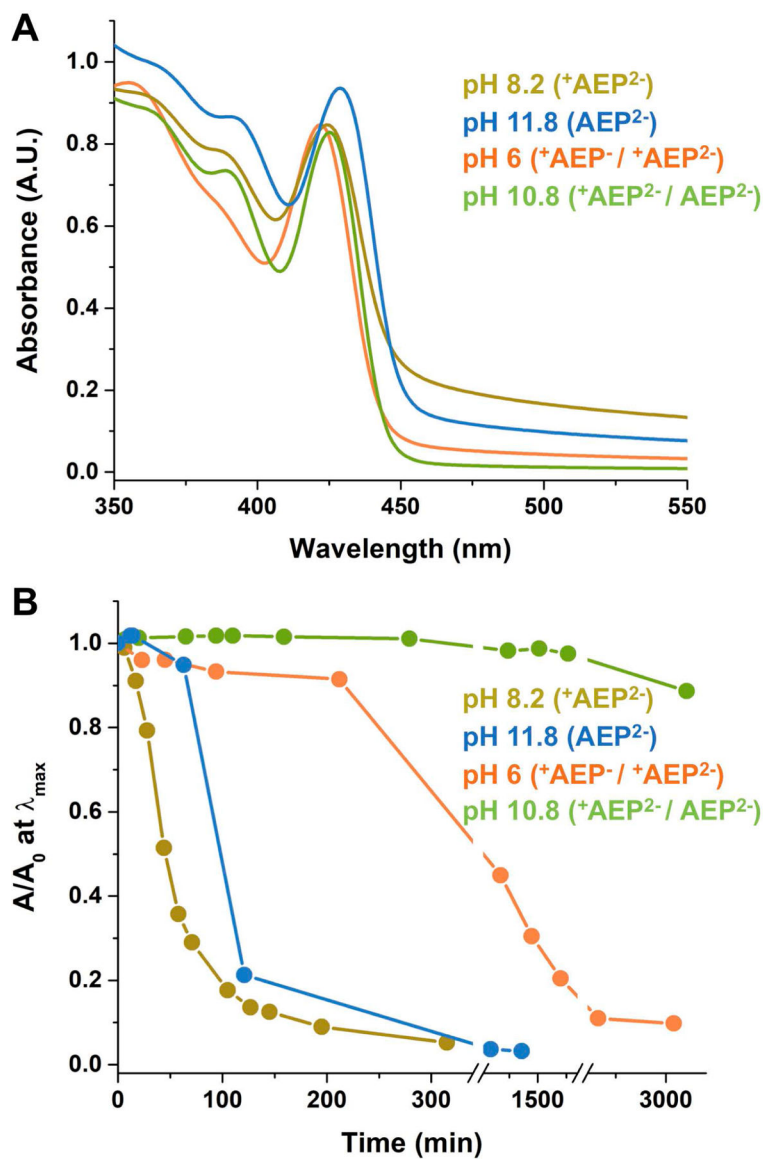 A
pH 8.2 (⁺AEP²⁻)
pH 11.8 (AEP²⁻)
pH 6 (⁺AEP⁻ / ⁺AEP²⁻)
pH 10.8 (⁺AEP²⁻ / AEP²⁻)
Absorbance (A.U.)
1.0
0.8
0.6
0.4
0.2
0.0
350
400
450
500
550
Wavelength (nm)
B
pH 8.2 (⁺AEP²⁻)
pH 11.8 (AEP²⁻)
pH 6 (⁺AEP⁻ / ⁺AEP²⁻)
pH 10.8 (⁺AEP²⁻ / AEP²⁻)
A/A₀ at λmax
1.0
0.8
0.6
0.4
0.2
0.0
0
100
200
300
1500
3000
Time (min)